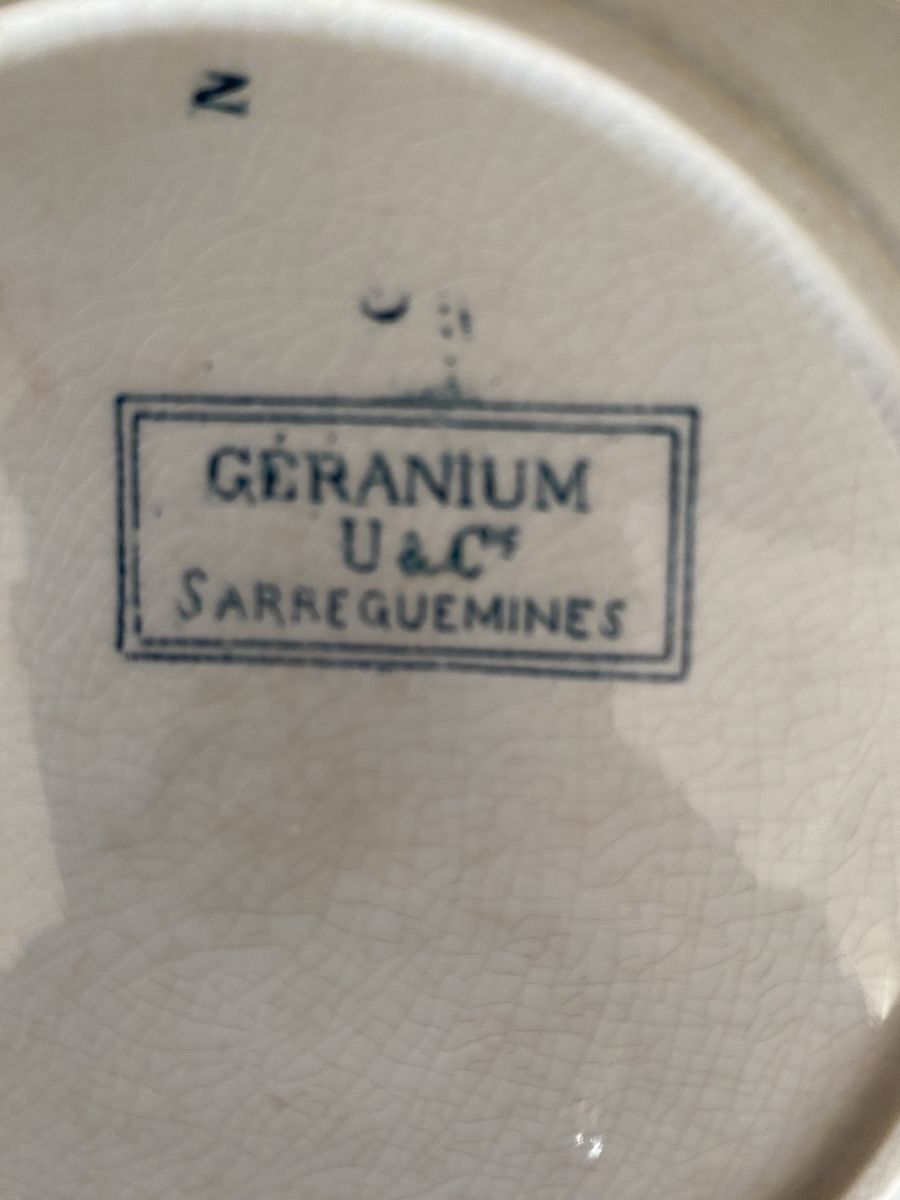 N
GÉRANIUM
U & Cie
SARREGUEMINES